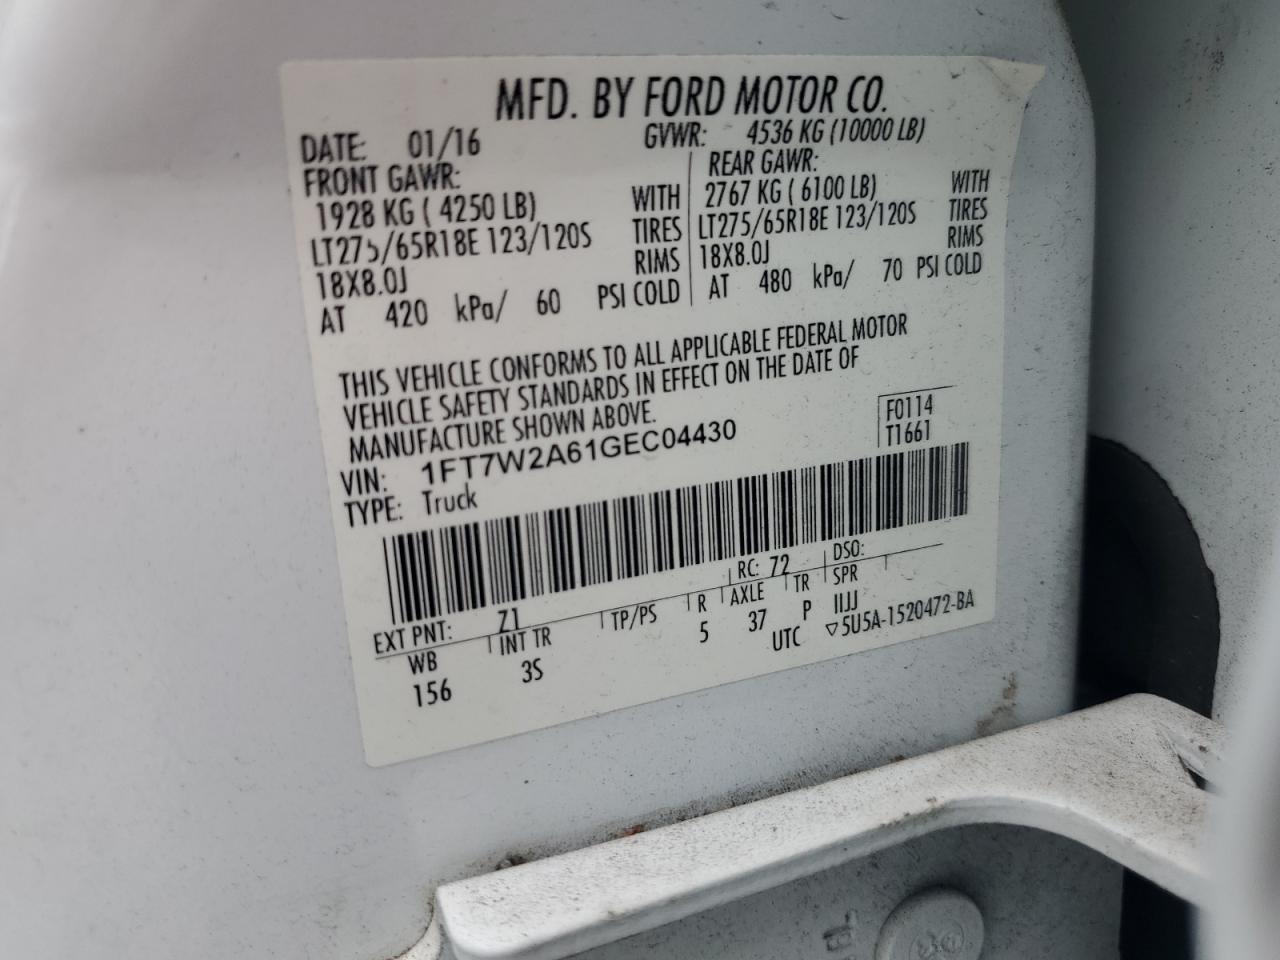 MFD. BY FORD MOTOR CO.
DATE: 01/16 GVWR: 4536 KG (10000 LB)
FRONT GAWR: REAR GAWR:
1928 KG ( 4250 LB) WITH 2767 KG ( 6100 LB) WITH
LT275/65R18E 123/120S TIRES LT275/65R18E 123/120S TIRES
18X8.0J RIMS 18X8.0J RIMS
AT 420 kPa/ 60 PSI COLD AT 480 kPa/ 70 PSI COLD
THIS VEHICLE CONFORMS TO ALL APPLICABLE FEDERAL MOTOR
VEHICLE SAFETY STANDARDS IN EFFECT ON THE DATE OF
MANUFACTURE SHOWN ABOVE.
F0114
T1661
VIN: 1FT7W2A61GEC04430
TYPE: Truck
EXT PNT: Z1 RC: 72 DSO:
WB INT TR TP/PS R AXLE TR SPR
156 3S 5 37 P IIJJ
UTC ▽5U5A-1520472-BA